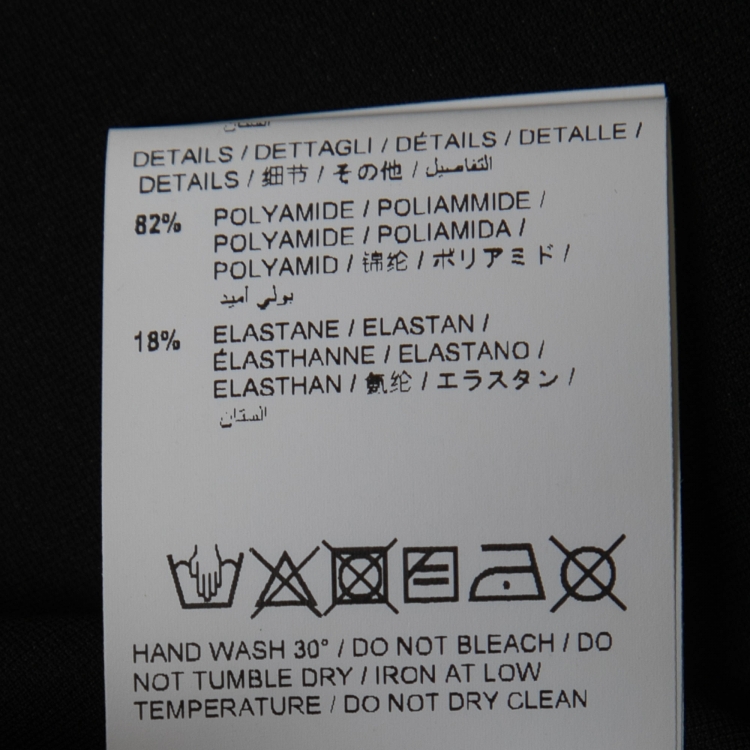 DETAILS / DETTAGLI / DÉTAILS / DETALLE /
DETAILS / 细节 / その他 / التفاصيل
82% POLYAMIDE / POLIAMMIDE /
POLYAMIDE / POLIAMIDA /
POLYAMID / 锦纶 / ポリアミド /
بولي أميد
18% ELASTANE / ELASTAN /
ÉLASTHANNE / ELASTANO /
ELASTHAN / 氨纶 / エラスタン /
الستان
HAND WASH 30° / DO NOT BLEACH / DO
NOT TUMBLE DRY / IRON AT LOW
TEMPERATURE / DO NOT DRY CLEAN